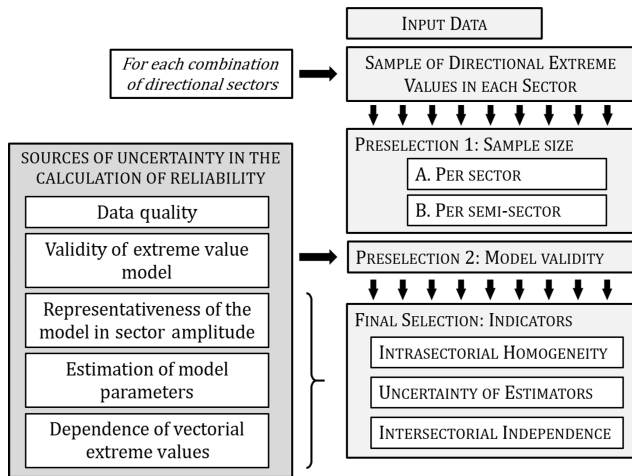 INPUT DATA
For each combination
of directional sectors
SAMPLE OF DIRECTIONAL EXTREME
VALUES IN EACH SECTOR
PRESELECTION 1: SAMPLE SIZE
A. PER SECTOR
B. PER SEMI-SECTOR
SOURCES OF UNCERTAINTY IN THE
CALCULATION OF RELIABILITY
Data quality
Validity of extreme value
model
Representativeness of the
model in sector amplitude
Estimation of model
parameters
Dependence of vectorial
extreme values
PRESELECTION 2: MODEL VALIDITY
FINAL SELECTION: INDICATORS
INTRASECTORIAL HOMOGENEITY
UNCERTAINTY OF ESTIMATORS
INTERSECTORIAL INDEPENDENCE